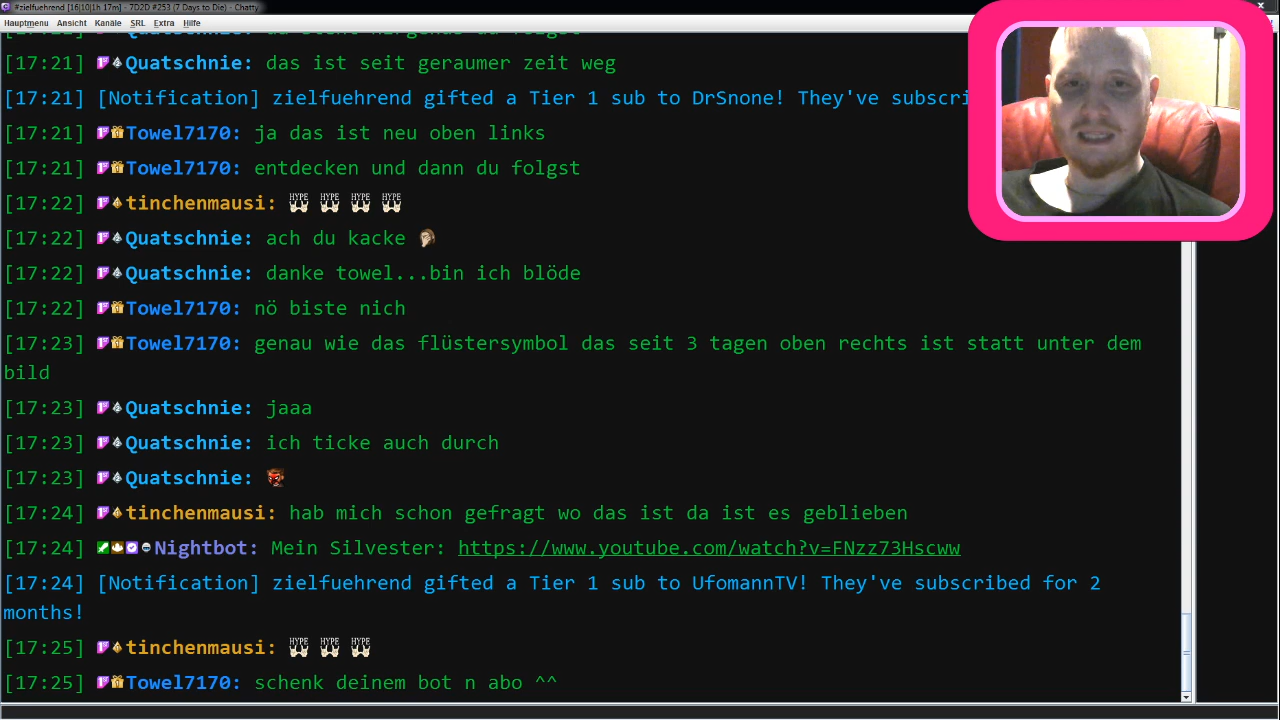 #zielfuehrend [16|10|1h 17m] - 7D2D #253 (7 Days to Die) - Chatty
Hauptmenu Ansicht Kanäle SRL Extra Hilfe
[17:21] Quatschnie: das ist seit geraumer zeit weg
[17:21] [Notification] zielfuehrend gifted a Tier 1 sub to DrSnone! They've subscri
[17:21] Towel7170: ja das ist neu oben links
[17:21] Towel7170: entdecken und dann du folgst
[17:22] tinchenmausi: HYPE HYPE HYPE HYPE
[17:22] Quatschnie: ach du kacke
[17:22] Quatschnie: danke towel...bin ich blöde
[17:22] Towel7170: nö biste nich
[17:23] Towel7170: genau wie das flüstersymbol das seit 3 tagen oben rechts ist statt unter dem
bild
[17:23] Quatschnie: jaaa
[17:23] Quatschnie: ich ticke auch durch
[17:23] Quatschnie:
[17:24] tinchenmausi: hab mich schon gefragt wo das ist da ist es geblieben
[17:24] Nightbot: Mein Silvester: https://www.youtube.com/watch?v=FNzz73Hscww
[17:24] [Notification] zielfuehrend gifted a Tier 1 sub to UfomannTV! They've subscribed for 2
months!
[17:25] tinchenmausi: HYPE HYPE HYPE
[17:25] Towel7170: schenk deinem bot n abo ^^